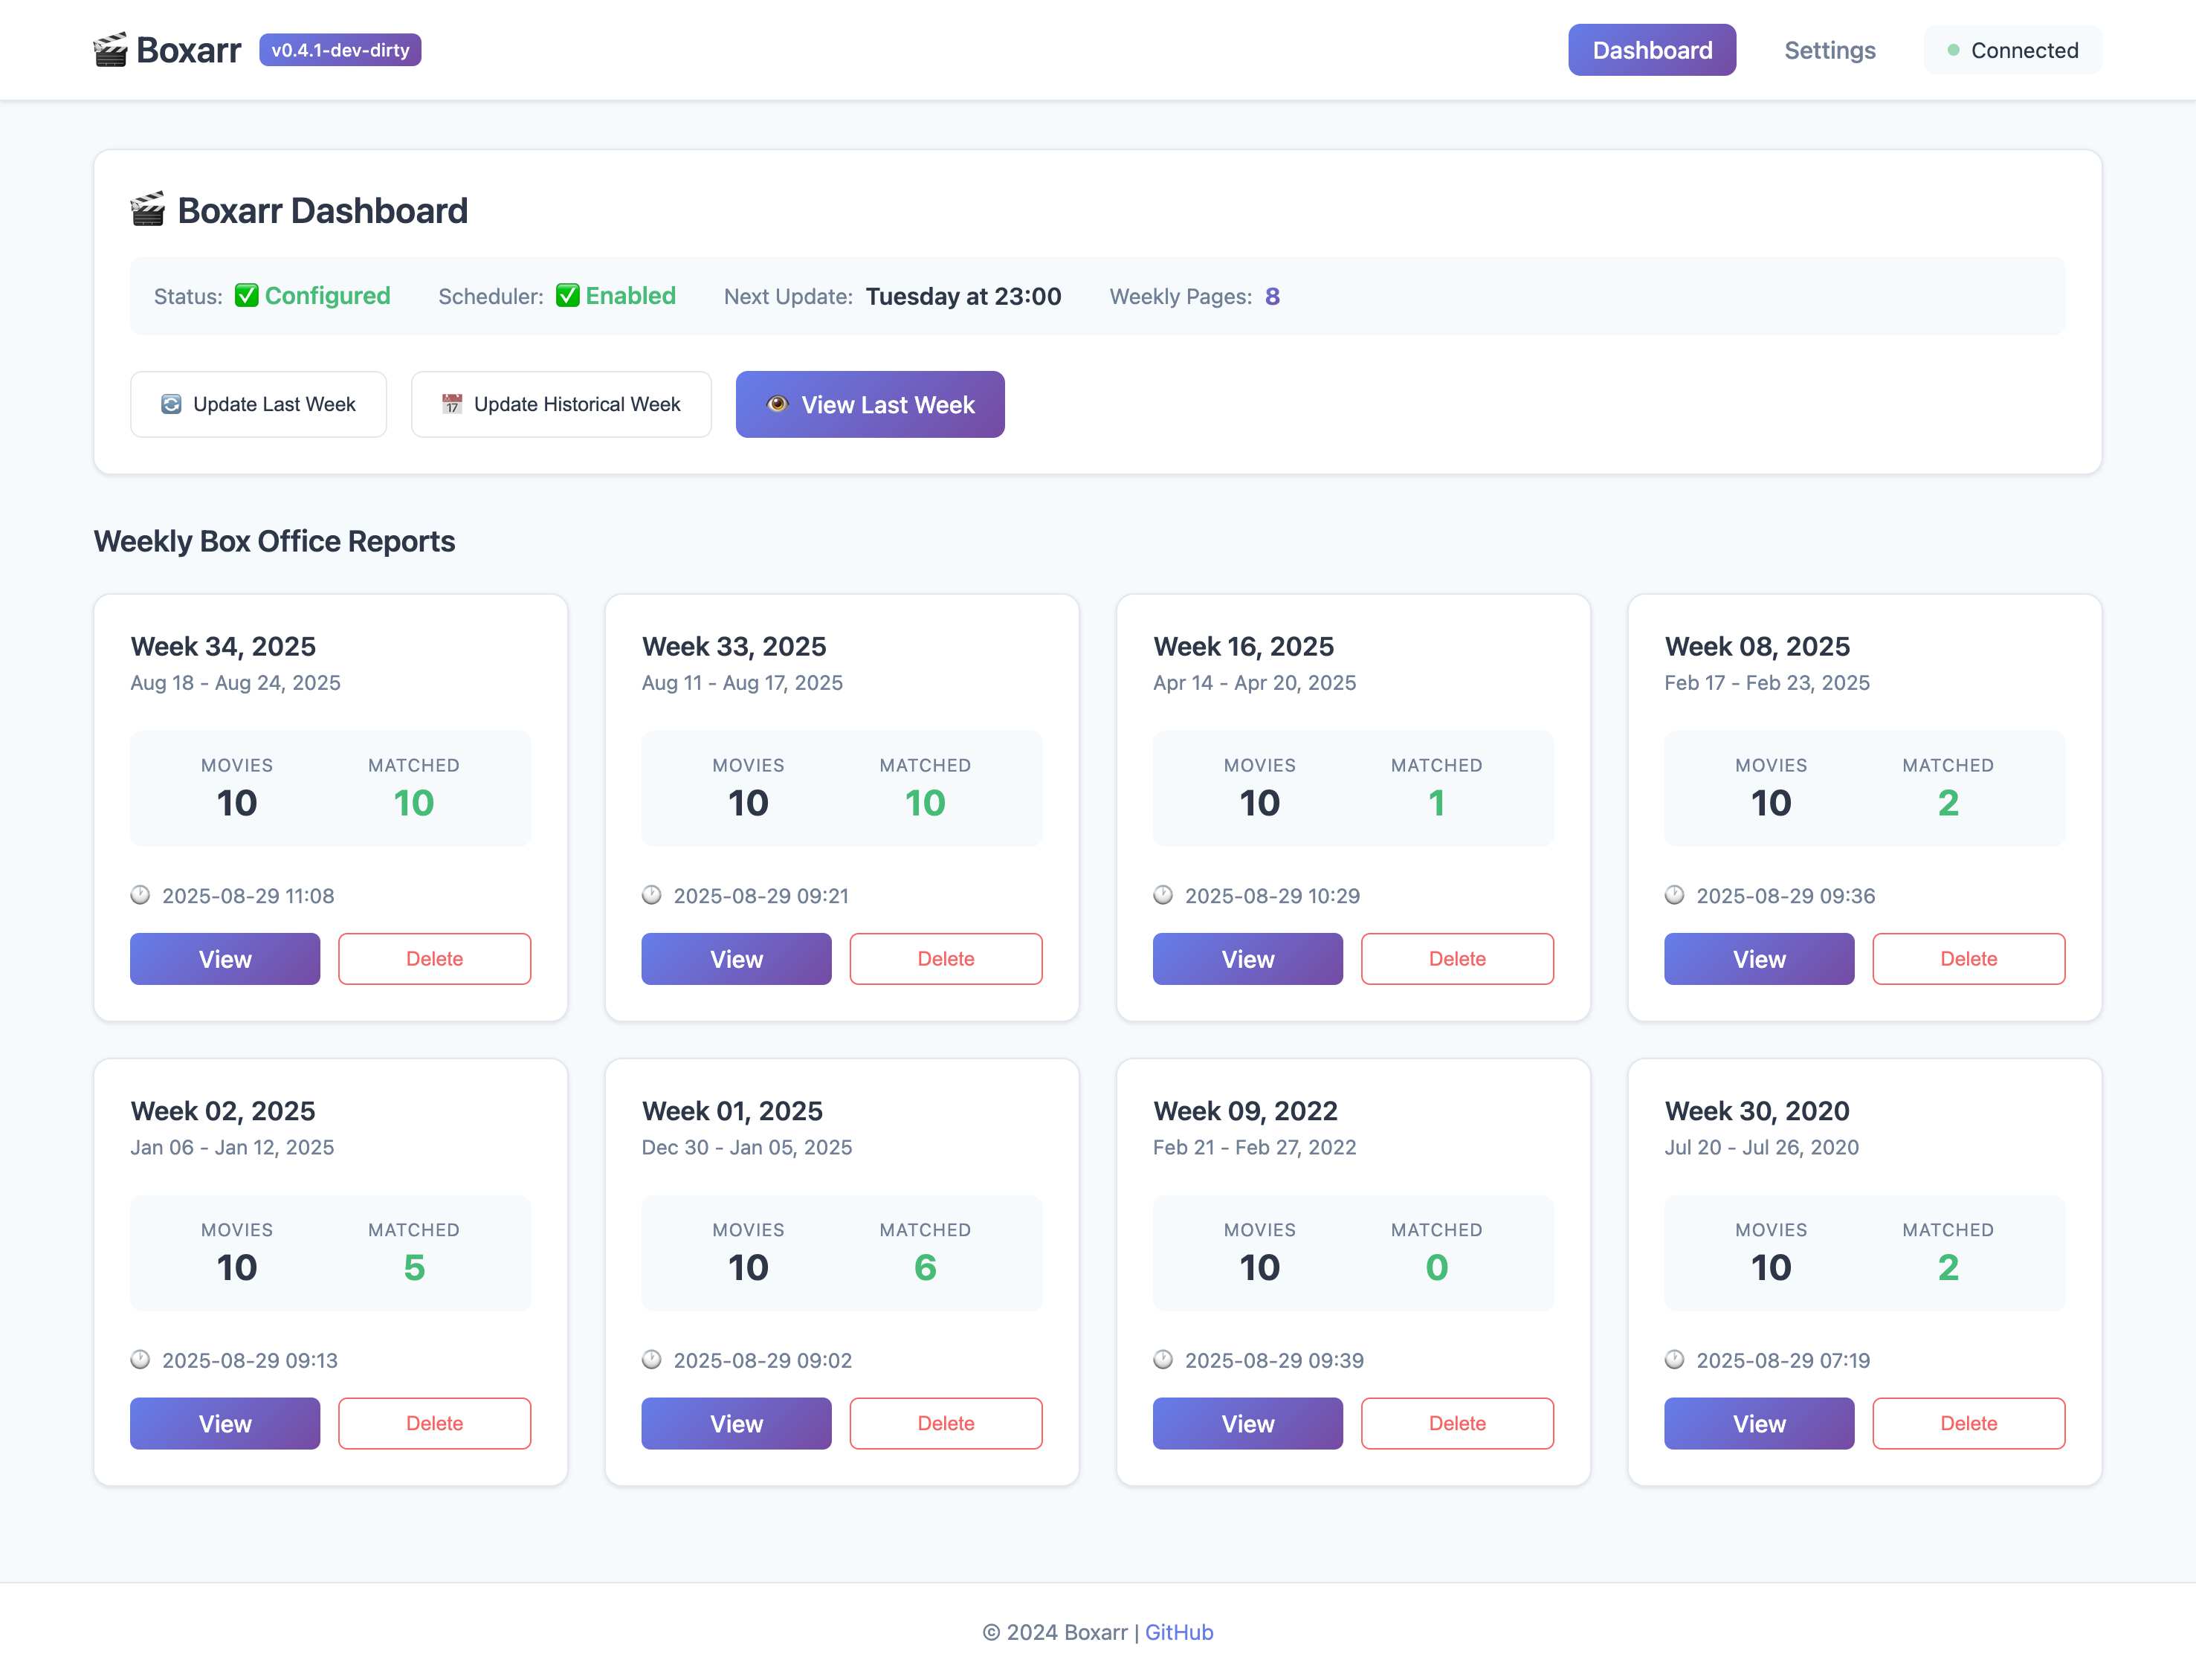 Boxarr v0.4.1-dev-dirty Dashboard Settings Connected
Boxarr Dashboard
Status: ✅ Configured Scheduler: ✅ Enabled Next Update: Tuesday at 23:00 Weekly Pages: 8
Update Last Week Update Historical Week View Last Week
Weekly Box Office Reports
Week 34, 2025
Aug 18 - Aug 24, 2025
MOVIES MATCHED
10 10
2025-08-29 11:08
View Delete
Week 33, 2025
Aug 11 - Aug 17, 2025
MOVIES MATCHED
10 10
2025-08-29 09:21
View Delete
Week 16, 2025
Apr 14 - Apr 20, 2025
MOVIES MATCHED
10 1
2025-08-29 10:29
View Delete
Week 08, 2025
Feb 17 - Feb 23, 2025
MOVIES MATCHED
10 2
2025-08-29 09:36
View Delete
Week 02, 2025
Jan 06 - Jan 12, 2025
MOVIES MATCHED
10 5
2025-08-29 09:13
View Delete
Week 01, 2025
Dec 30 - Jan 05, 2025
MOVIES MATCHED
10 6
2025-08-29 09:02
View Delete
Week 09, 2022
Feb 21 - Feb 27, 2022
MOVIES MATCHED
10 0
2025-08-29 09:39
View Delete
Week 30, 2020
Jul 20 - Jul 26, 2020
MOVIES MATCHED
10 2
2025-08-29 07:19
View Delete
© 2024 Boxarr | GitHub